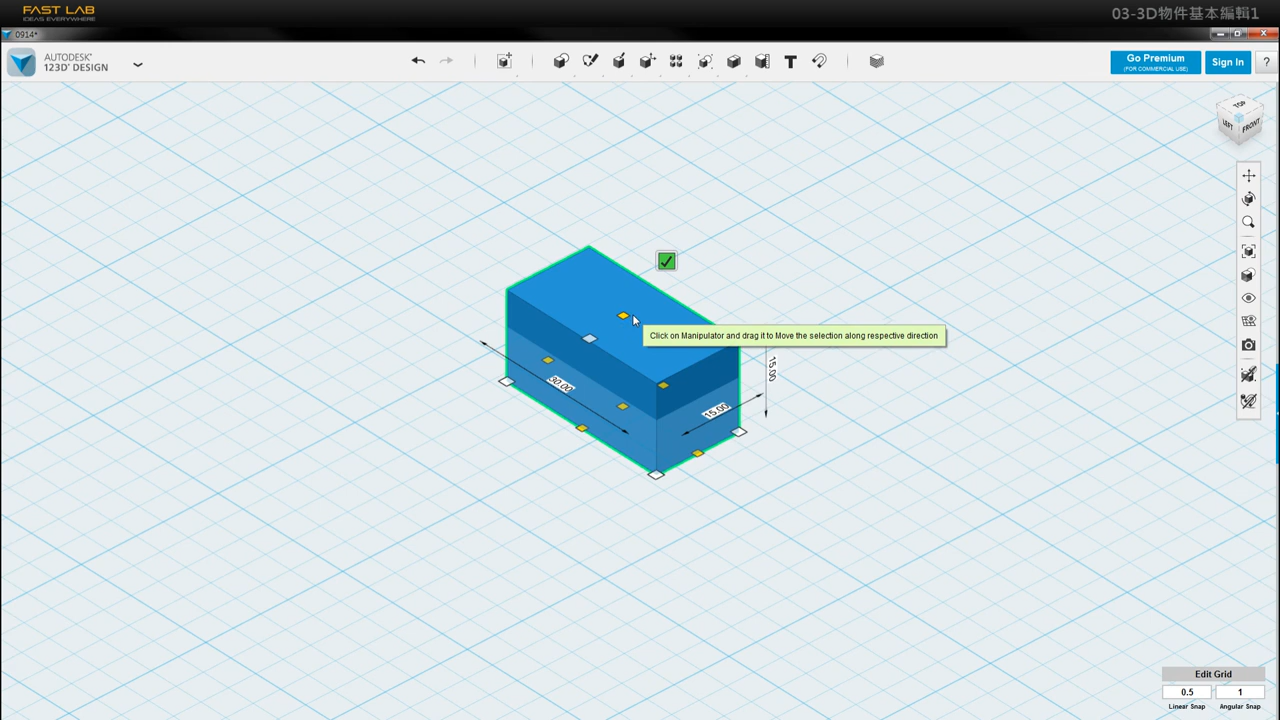 FAST LAB
IDEAS EVERYWHERE
03-3D物件基本編輯1
0914*
AUTODESK®
123D® DESIGN
T
Go Premium
(FOR COMMERCIAL USE)
Sign In
?
TOP
LEFT
FRONT
Click on Manipulator and drag it to Move the selection along respective direction
30.00
15.00
15.00
Edit Grid
0.5
1
Linear Snap
Angular Snap